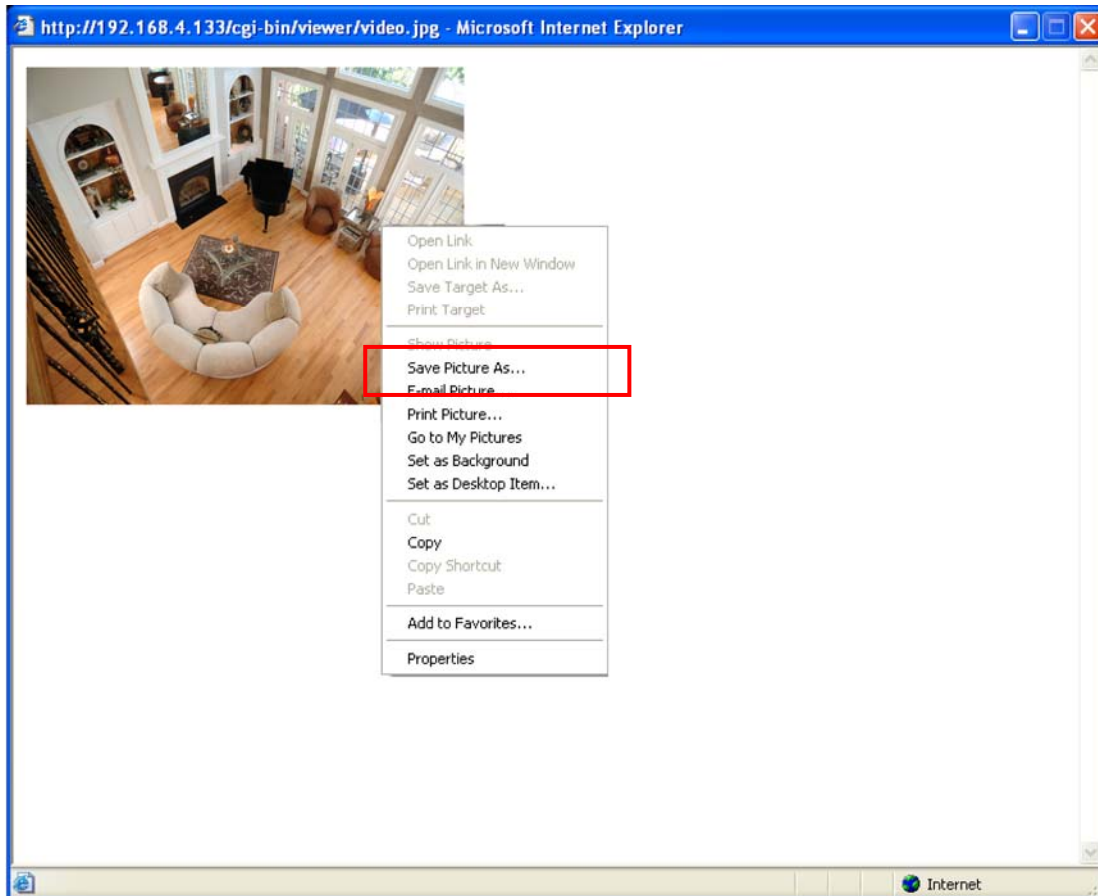 http://192.168.4.133/cgi-bin/viewer/video.jpg - Microsoft Internet Explorer
Open Link
Open Link in New Window
Save Target As...
Print Target
Show Picture
Save Picture As...
E-mail Picture...
Print Picture...
Go to My Pictures
Set as Background
Set as Desktop Item...
Cut
Copy
Copy Shortcut
Paste
Add to Favorites...
Properties
Internet